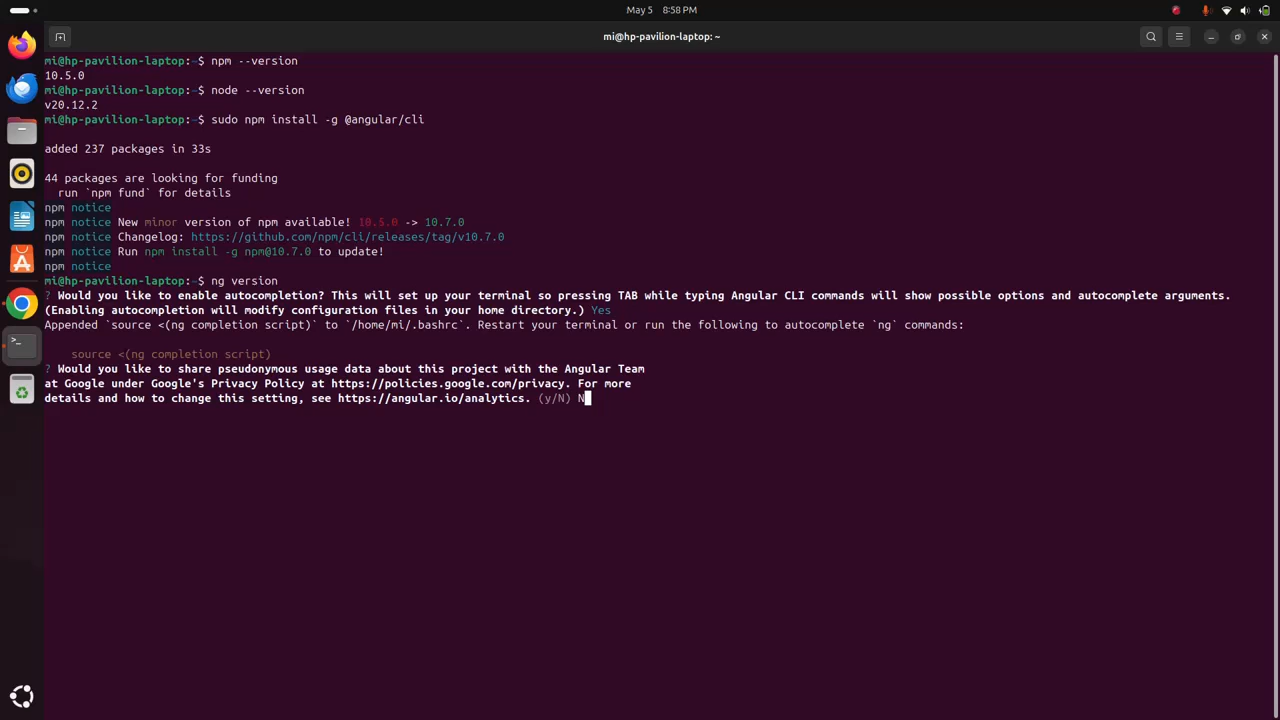 May 5 8:58 PM
mi@hp-pavilion-laptop: ~
mi@hp-pavilion-laptop:~$ npm --version
10.5.0
mi@hp-pavilion-laptop:~$ node --version
v20.12.2
mi@hp-pavilion-laptop:~$ sudo npm install -g @angular/cli
added 237 packages in 33s
44 packages are looking for funding
run `npm fund` for details
npm notice
npm notice New minor version of npm available! 10.5.0 -> 10.7.0
npm notice Changelog: https://github.com/npm/cli/releases/tag/v10.7.0
npm notice Run npm install -g npm@10.7.0 to update!
npm notice
mi@hp-pavilion-laptop:~$ ng version
? Would you like to enable autocompletion? This will set up your terminal so pressing TAB while typing Angular CLI commands will show possible options and autocomplete arguments.
(Enabling autocompletion will modify configuration files in your home directory.) Yes
Appended `source <(ng completion script)` to `/home/mi/.bashrc`. Restart your terminal or run the following to autocomplete `ng` commands:
source <(ng completion script)
? Would you like to share pseudonymous usage data about this project with the Angular Team
at Google under Google's Privacy Policy at https://policies.google.com/privacy. For more
details and how to change this setting, see https://angular.io/analytics. (y/N) N